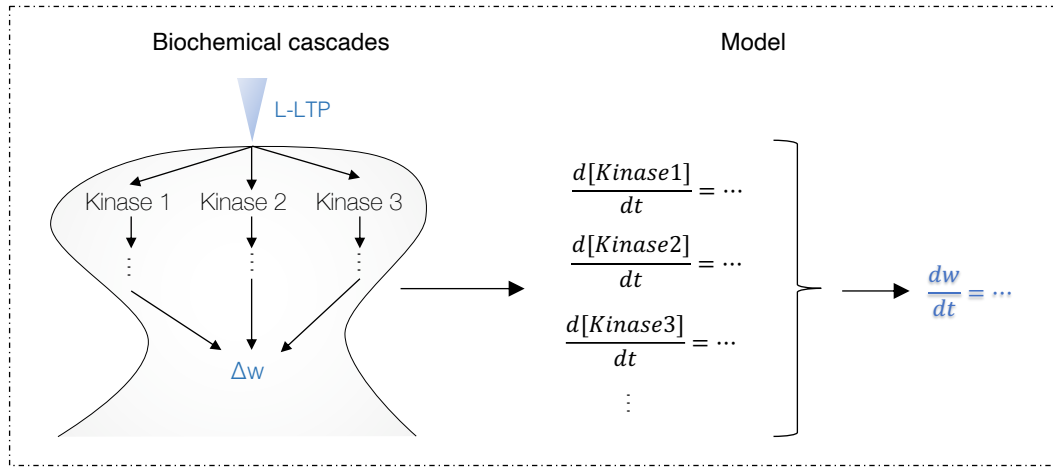 Biochemical cascades
Model
L-LTP
Kinase 1 Kinase 2 Kinase 3
⋮ ⋮ ⋮
Δw
d[Kinase1]/dt = ⋯
d[Kinase2]/dt = ⋯
d[Kinase3]/dt = ⋯
⋮
dw/dt = ⋯